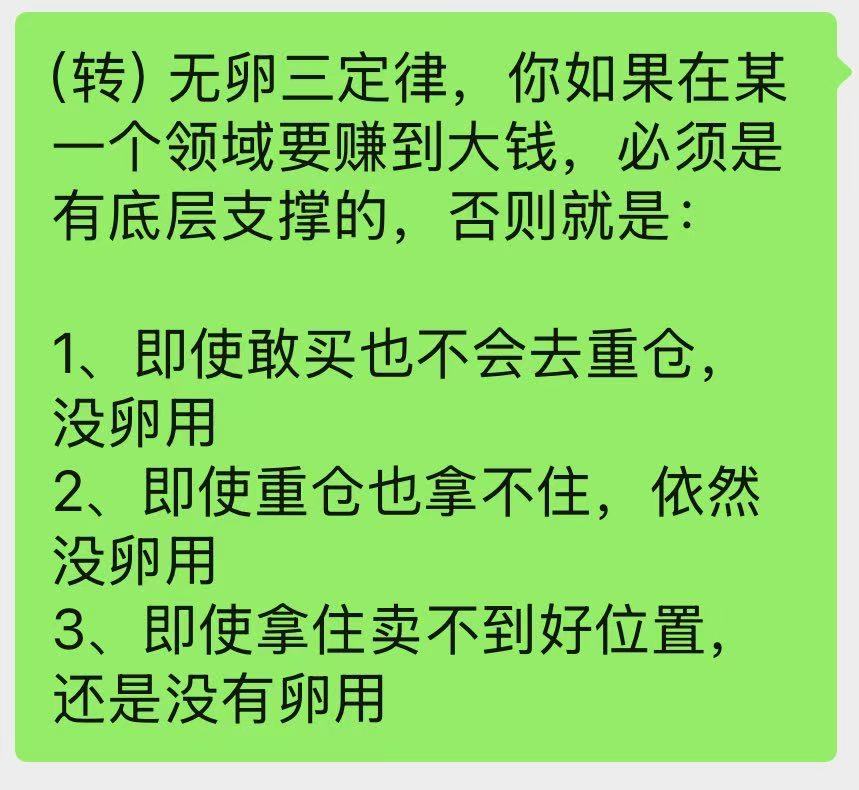 (转) 无卵三定律，你如果在某
一个领域要赚到大钱，必须是
有底层支撑的，否则就是：
1、即使敢买也不会去重仓，
没卵用
2、即使重仓也拿不住，依然
没卵用
3、即使拿住卖不到好位置，
还是没有卵用